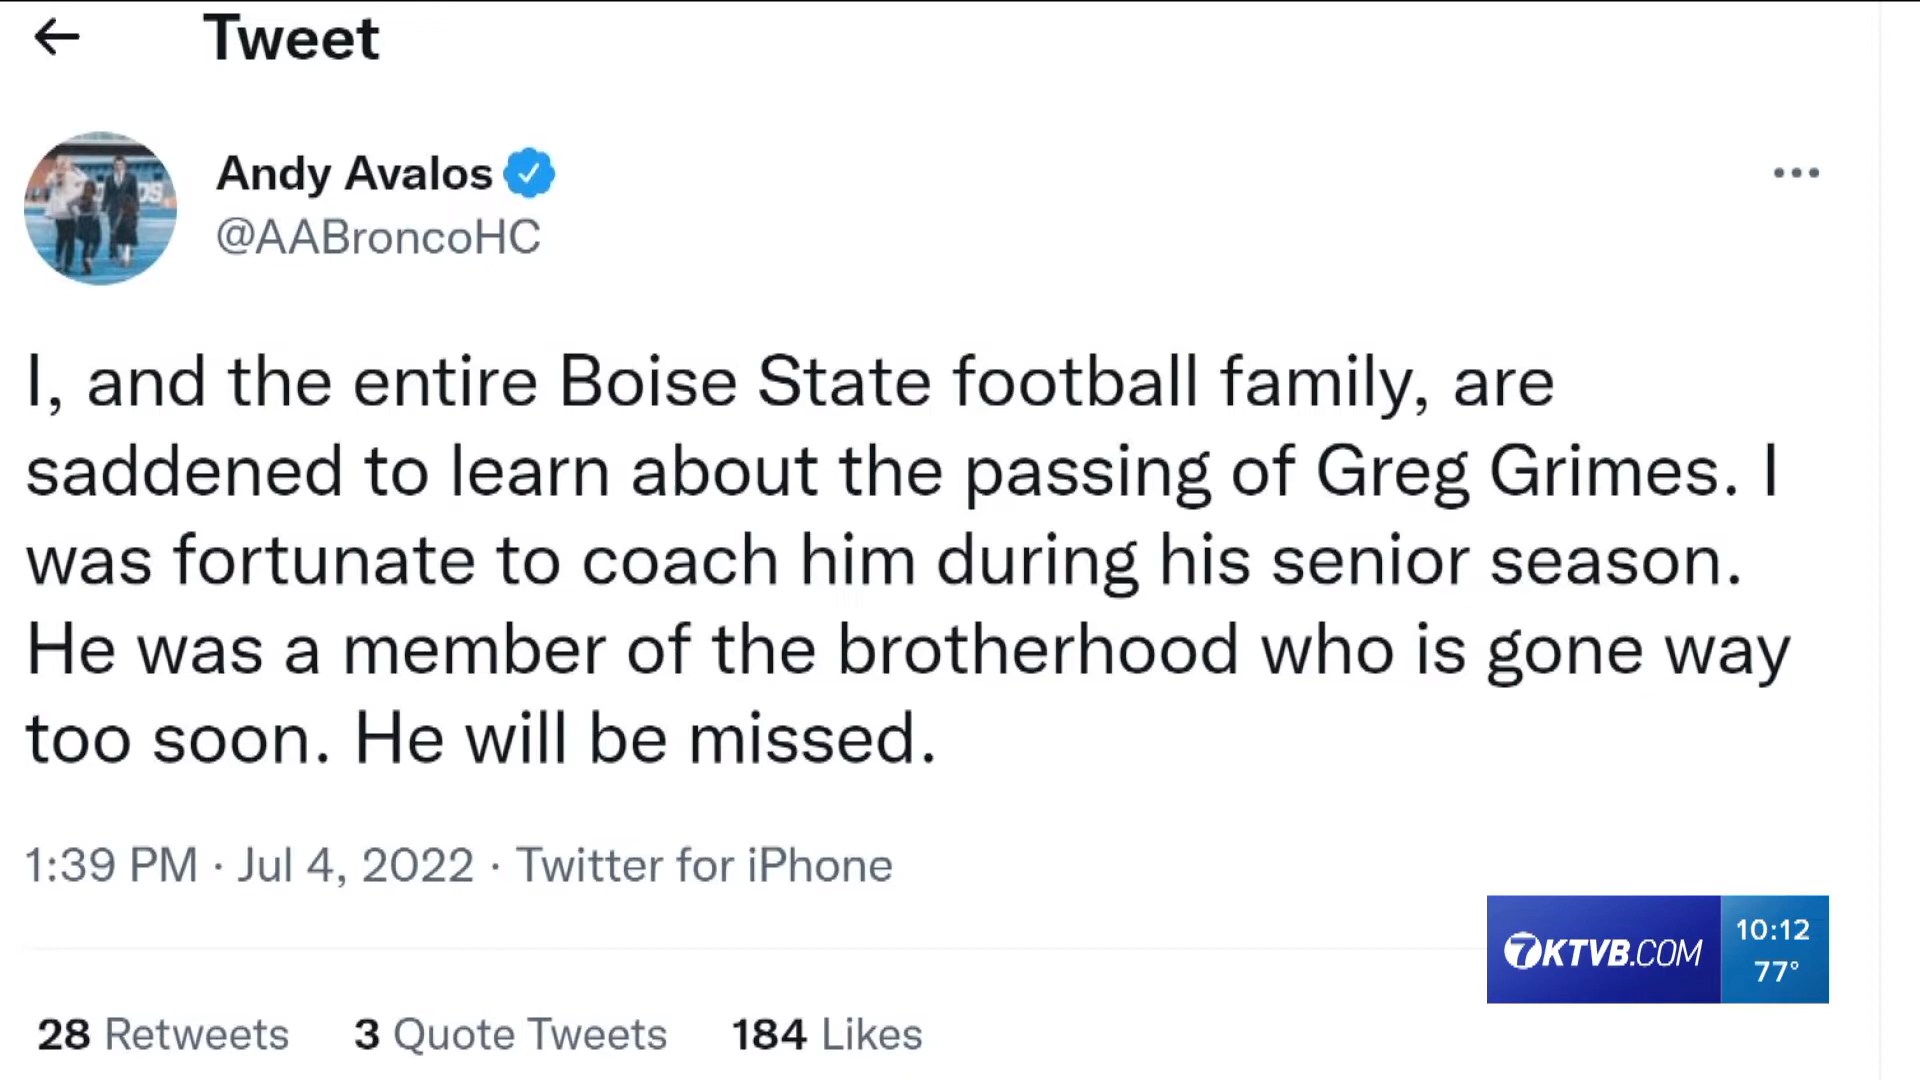 Tweet
Andy Avalos
@AABroncoHC
I, and the entire Boise State football family, are
saddened to learn about the passing of Greg Grimes. I
was fortunate to coach him during his senior season.
He was a member of the brotherhood who is gone way
too soon. He will be missed.
1:39 PM · Jul 4, 2022 · Twitter for iPhone
7KTVB.COM
10:12
77°
28 Retweets 3 Quote Tweets 184 Likes